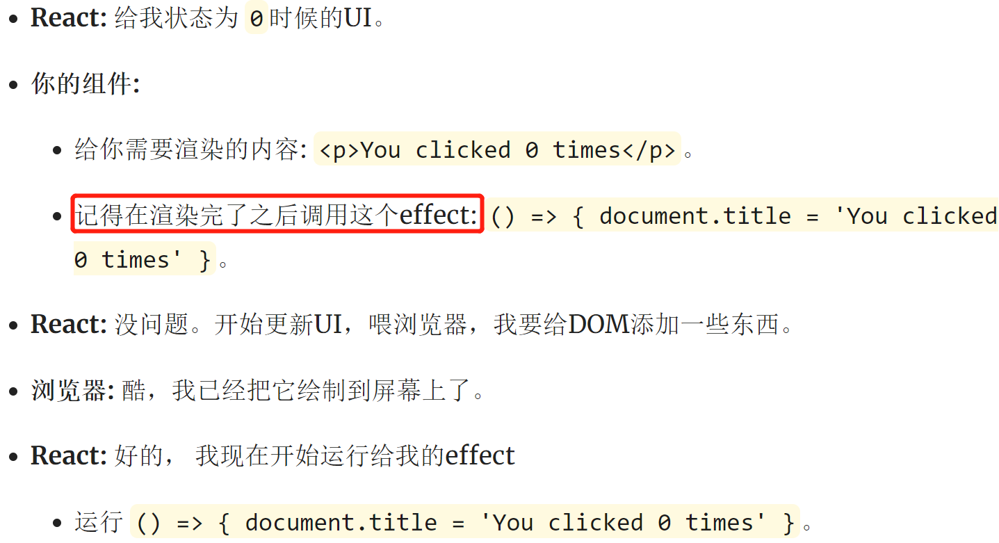 React: 给我状态为 0时候的UI。
你的组件:
给你需要渲染的内容: <p>You clicked 0 times</p>。
记得在渲染完了之后调用这个effect: () => { document.title = 'You clicked
0 times' }。
React: 没问题。开始更新UI，喂浏览器，我要给DOM添加一些东西。
浏览器: 酷，我已经把它绘制到屏幕上了。
React: 好的， 我现在开始运行给我的effect
运行 () => { document.title = 'You clicked 0 times' }。